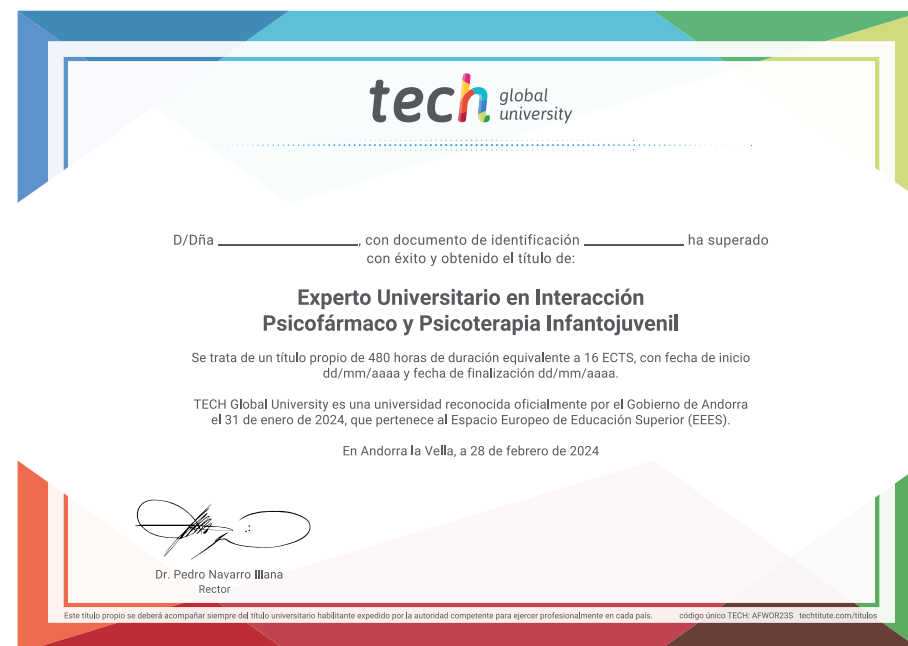 tech global university
D/Dña ______________, con documento de identificación __________ ha superado
con éxito y obtenido el título de:
Experto Universitario en Interacción
Psicofármaco y Psicoterapia Infantojuvenil
Se trata de un título propio de 480 horas de duración equivalente a 16 ECTS, con fecha de inicio
dd/mm/aaaa y fecha de finalización dd/mm/aaaa.
TECH Global University es una universidad reconocida oficialmente por el Gobierno de Andorra
el 31 de enero de 2024, que pertenece al Espacio Europeo de Educación Superior (EEES).
En Andorra la Vella, a 28 de febrero de 2024
Dr. Pedro Navarro Illana
Rector
Este título propio se deberá acompañar siempre del título universitario habilitante expedido por la autoridad competente para ejercer profesionalmente en cada país. código único TECH: AFWOR23S techtitute.com/titulos